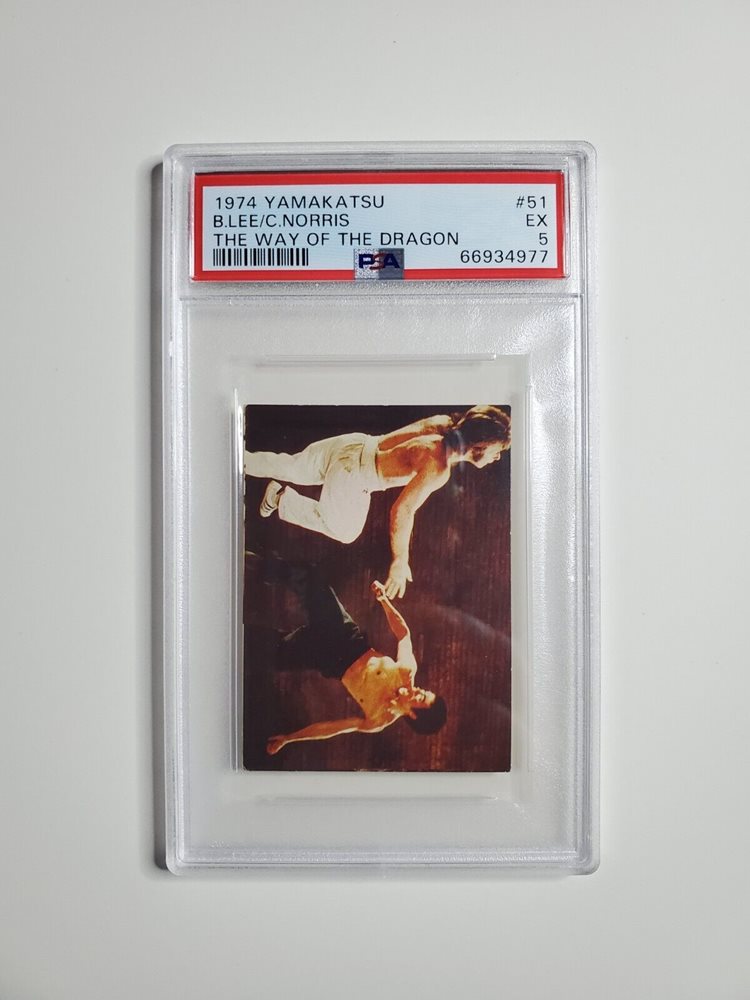 1974 YAMAKATSU #51
B.LEE/C.NORRIS EX
THE WAY OF THE DRAGON 5
PSA 66934977